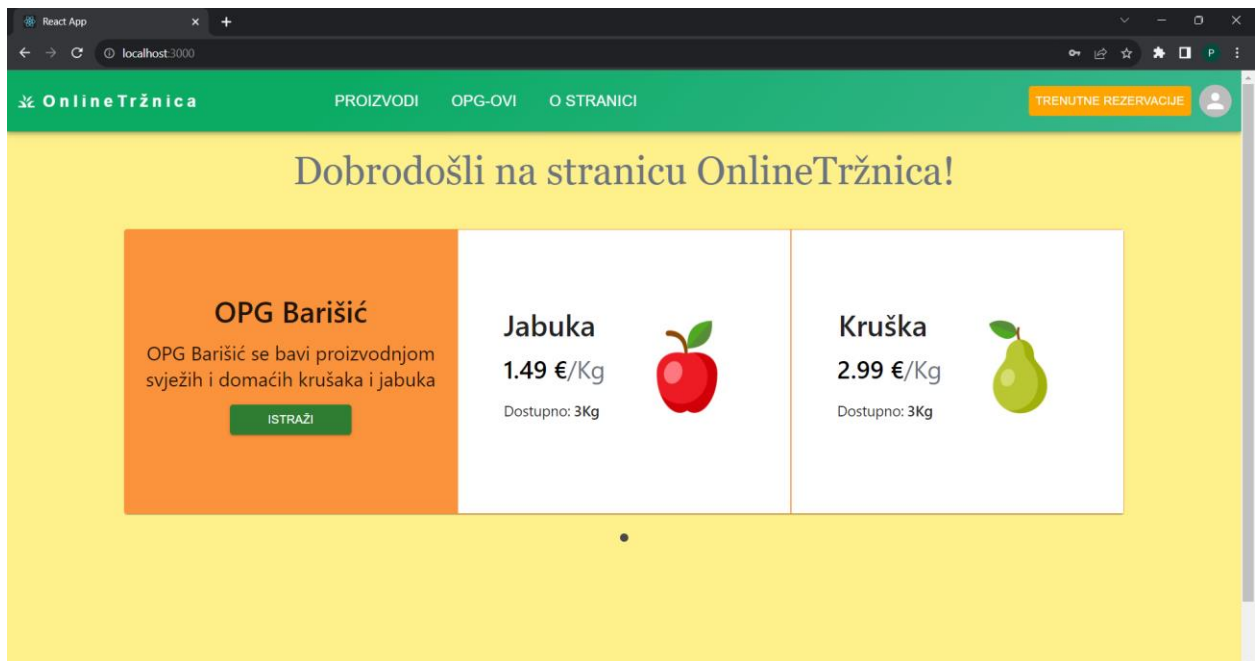 React App
localhost:3000
P
OnlineTržnica
PROIZVODI
OPG-OVI
O STRANICI
TRENUTNE REZERVACIJE
Dobrodošli na stranicu OnlineTržnica!
OPG Barišić
OPG Barišić se bavi proizvodnjom
svježih i domaćih krušaka i jabuka
ISTRAŽI
Jabuka
1.49 €/Kg
Dostupno: 3Kg
Kruška
2.99 €/Kg
Dostupno: 3Kg